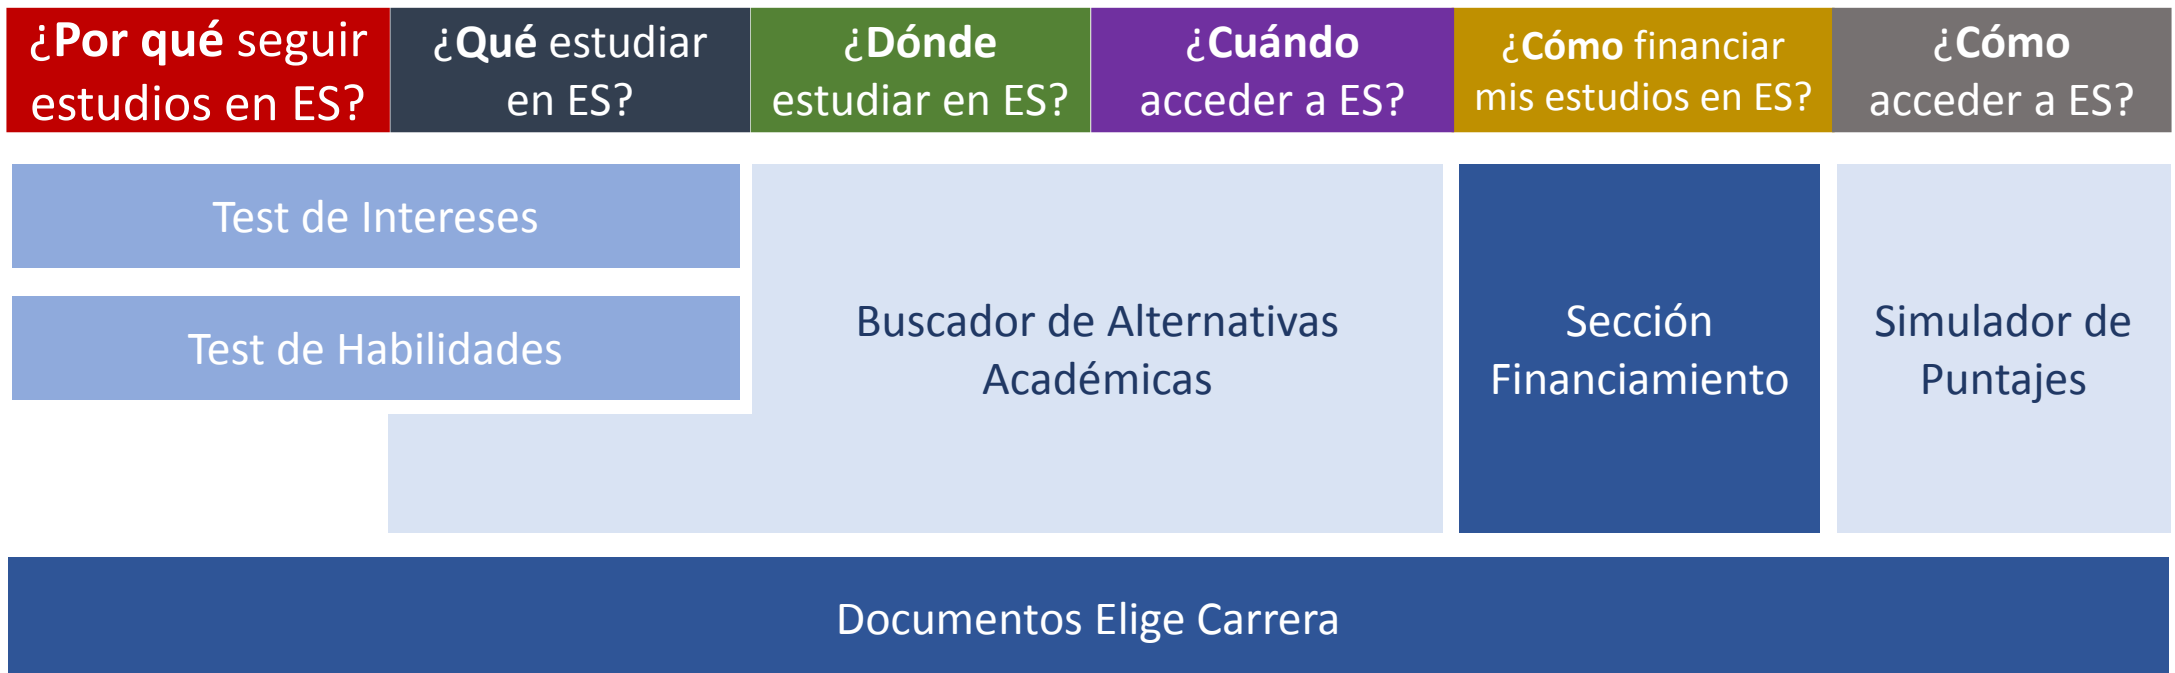 ¿Por qué seguir
estudios en ES?
¿Qué estudiar
en ES?
¿Dónde
estudiar en ES?
¿Cuándo
acceder a ES?
¿Cómo financiar
mis estudios en ES?
¿Cómo
acceder a ES?
Test de Intereses
Test de Habilidades
Buscador de Alternativas
Académicas
Sección
Financiamiento
Simulador de
Puntajes
Documentos Elige Carrera